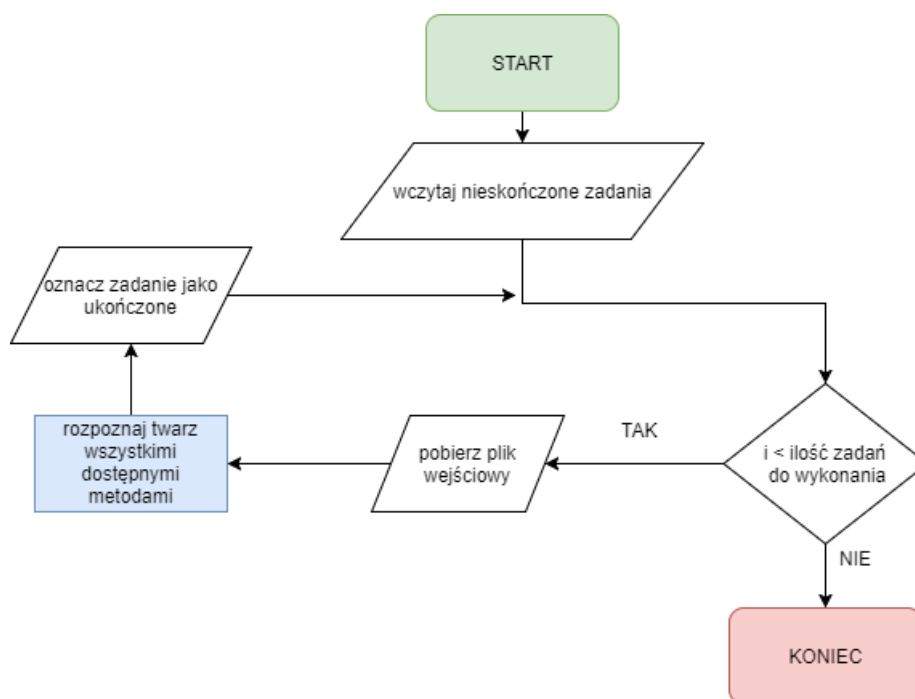 START
wczytaj nieskończone zadania
oznacz zadanie jako
ukończone
rozpoznaj twarz
wszystkimi
dostępnymi
metodami
pobierz plik
wejściowy
TAK
i < ilość zadań
do wykonania
NIE
KONIEC